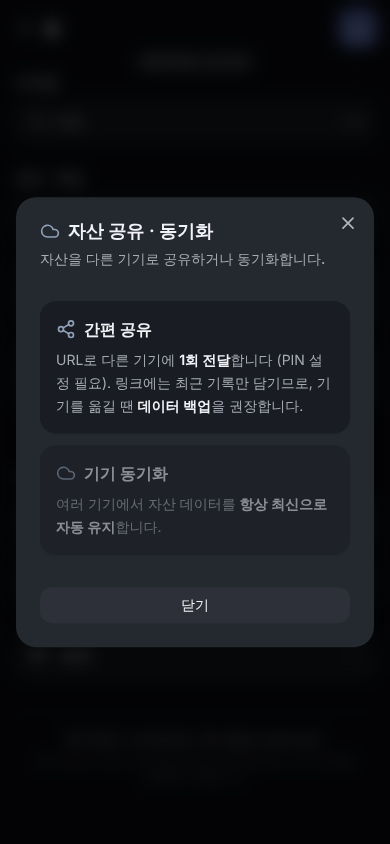 자산 공유 · 동기화
자산을 다른 기기로 공유하거나 동기화합니다.
간편 공유
URL로 다른 기기에 1회 전달합니다 (PIN 설
정 필요). 링크에는 최근 기록만 담기므로, 기
기를 옮길 땐 데이터 백업을 권장합니다.
기기 동기화
여러 기기에서 자산 데이터를 항상 최신으로
자동 유지합니다.
닫기